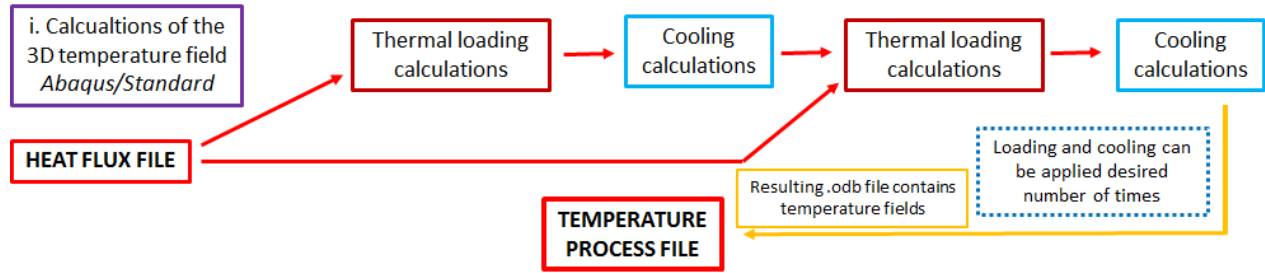 i. Calcualtions of the
3D temperature field
Abaqus/Standard
Thermal loading
calculations
Cooling
calculations
Thermal loading
calculations
Cooling
calculations
HEAT FLUX FILE
Loading and cooling can
be applied desired
number of times
Resulting .odb file contains
temperature fields
TEMPERATURE
PROCESS FILE